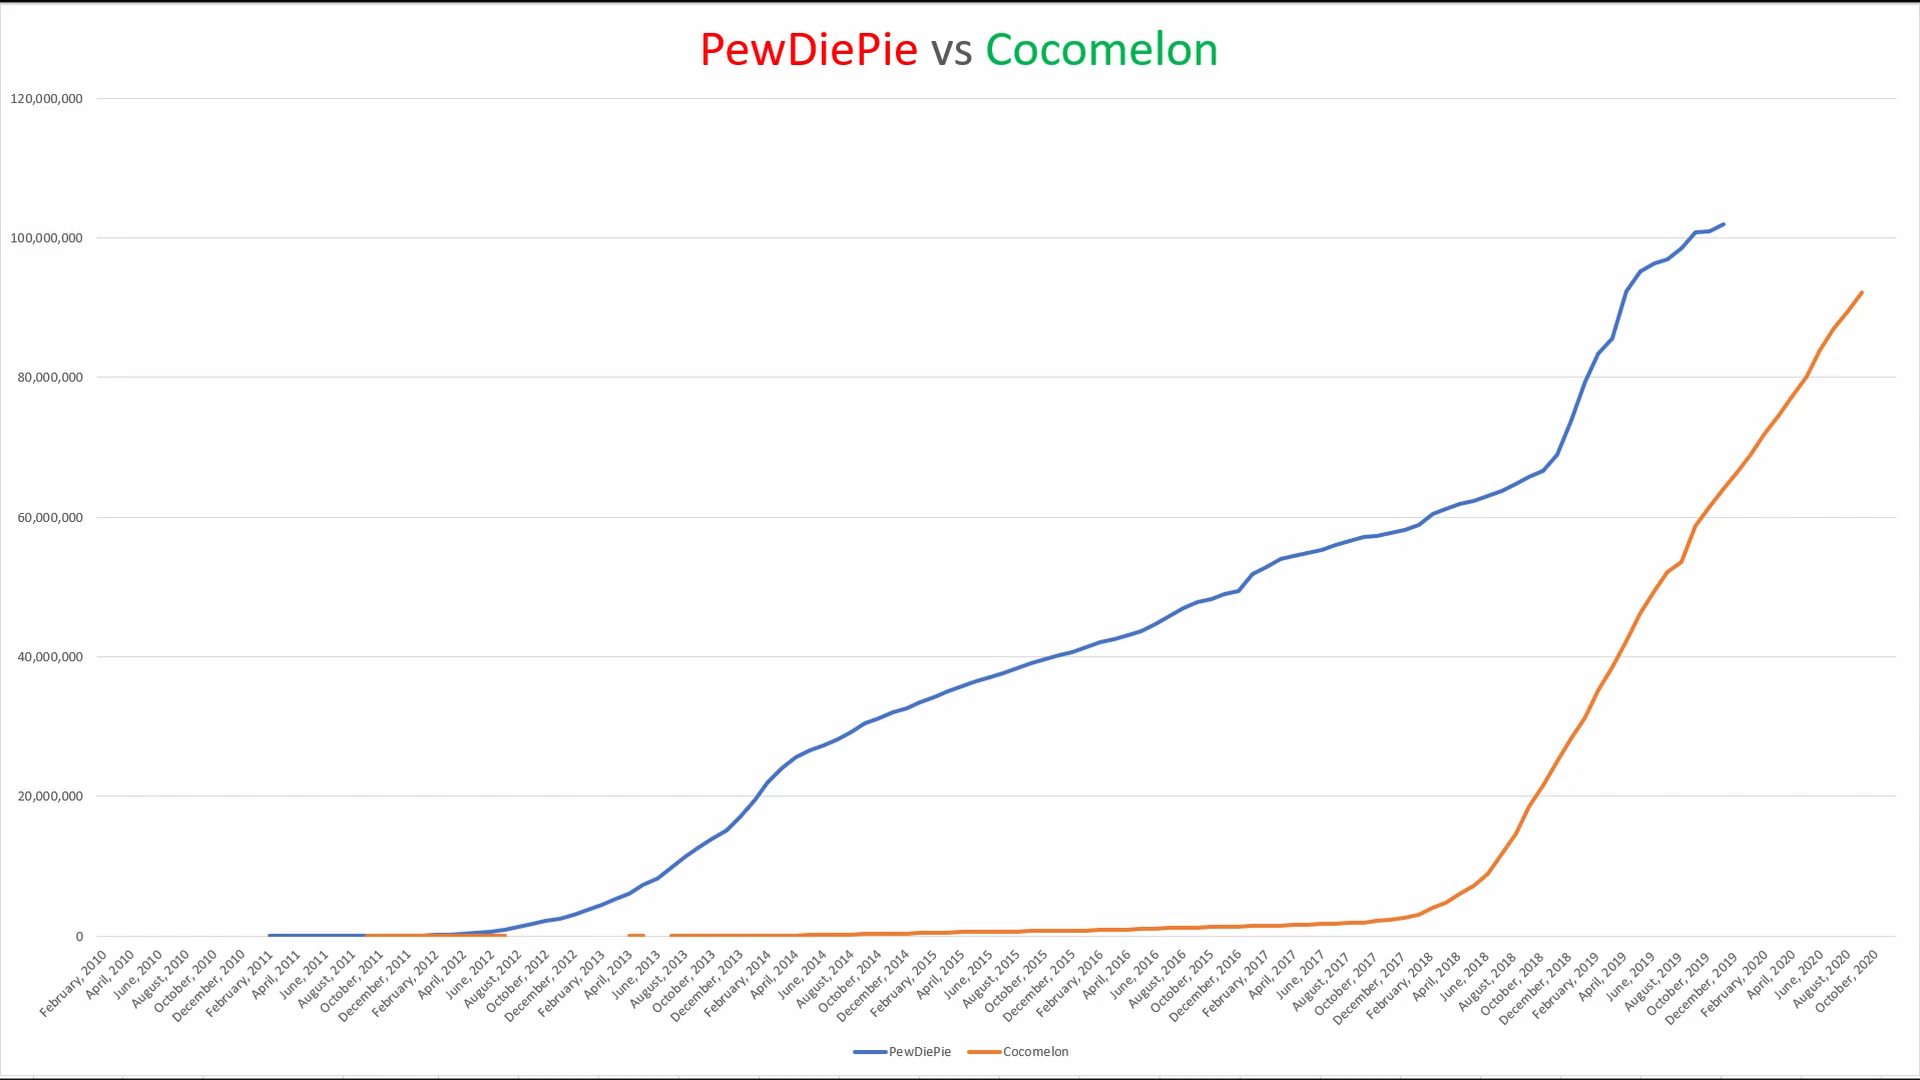 PewDiePie vs Cocomelon
120,000,000
100,000,000
80,000,000
60,000,000
40,000,000
20,000,000
0
February, 2010
April, 2010
June, 2010
August, 2010
October, 2010
December, 2010
February, 2011
April, 2011
June, 2011
August, 2011
October, 2011
December, 2011
February, 2012
April, 2012
June, 2012
August, 2012
October, 2012
December, 2012
February, 2013
April, 2013
June, 2013
August, 2013
October, 2013
December, 2013
February, 2014
April, 2014
June, 2014
August, 2014
October, 2014
December, 2014
February, 2015
April, 2015
June, 2015
August, 2015
October, 2015
December, 2015
February, 2016
April, 2016
June, 2016
August, 2016
October, 2015
December, 2016
February, 2017
April, 2017
June, 2017
August, 2017
October, 2017
December, 2017
February, 2018
April, 2018
June, 2018
August, 2018
October, 2018
December, 2018
February, 2019
April, 2019
June, 2019
August, 2019
October, 2019
December, 2019
February, 2020
April, 2020
June, 2020
August, 2020
October, 2020
PewDiePie
Cocomelon